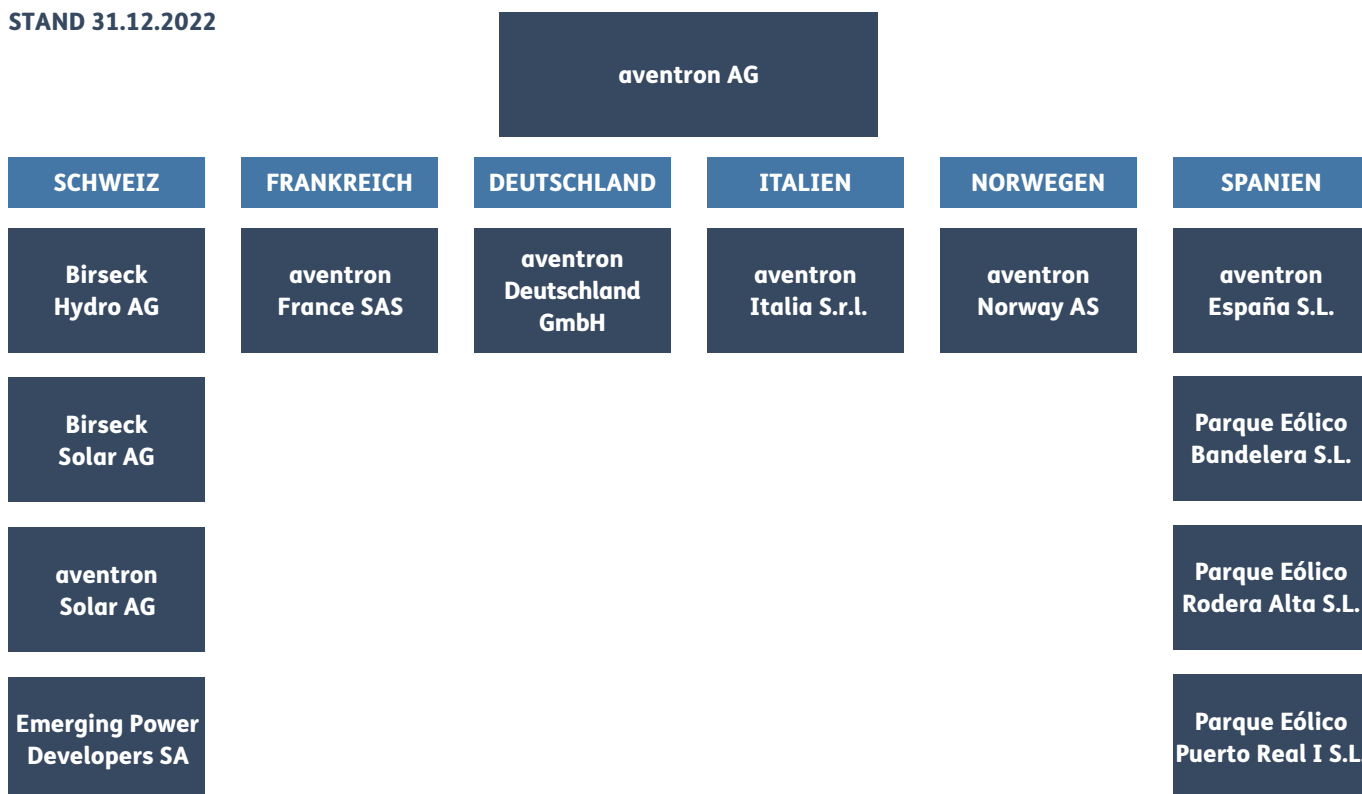 STAND 31.12.2022
aventron AG
SCHWEIZ
FRANKREICH
DEUTSCHLAND
ITALIEN
NORWEGEN
SPANIEN
Birseck
Hydro AG
aventron
France SAS
aventron
Deutschland
GmbH
aventron
Italia S.r.l.
aventron
Norway AS
aventron
España S.L.
Birseck
Solar AG
Parque Eólico
Bandelera S.L.
aventron
Solar AG
Parque Eólico
Rodera Alta S.L.
Emerging Power
Developers SA
Parque Eólico
Puerto Real I S.L.